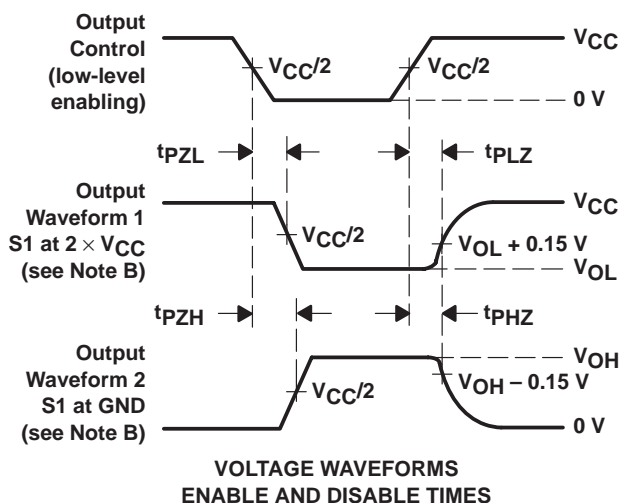 Output
Control
(low-level
enabling)
VCC/2
VCC/2
VCC
0 V
tPZL
tPLZ
Output
Waveform 1
S1 at 2 × VCC
(see Note B)
VCC/2
VCC
VOL + 0.15 V
VOL
tPZH
tPHZ
Output
Waveform 2
S1 at GND
(see Note B)
VCC/2
VOH
VOH – 0.15 V
0 V
VOLTAGE WAVEFORMS
ENABLE AND DISABLE TIMES